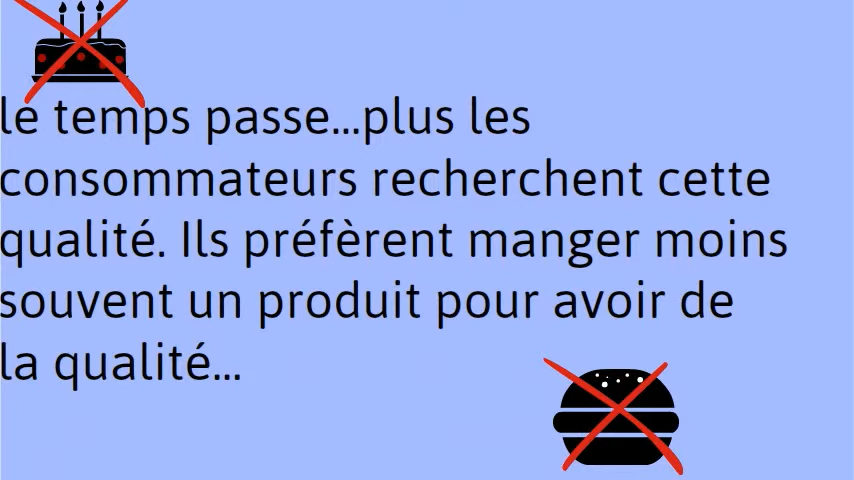 le temps passe...plus les
consommateurs recherchent cette
qualité. Ils préfèrent manger moins
souvent un produit pour avoir de
la qualité...